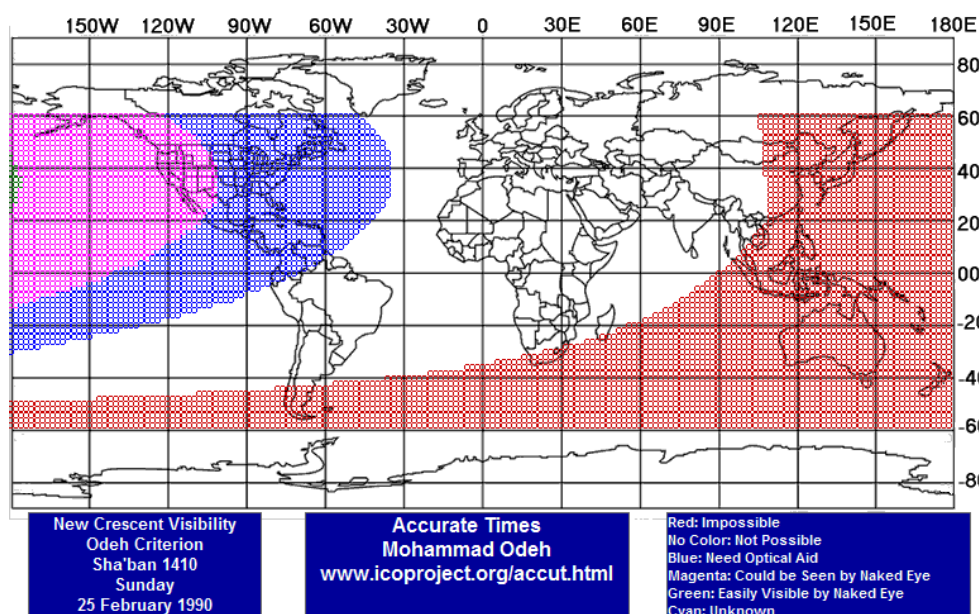 150W 120W 90W 60W 30W 0 30E 60E 90E 120E 150E 180E
80
60
40
20
00
-20
-40
-60
-80
New Crescent Visibility
Odeh Criterion
Sha'ban 1410
Sunday
25 February 1990
Accurate Times
Mohammad Odeh
www.icoproject.org/accut.html
Red: Impossible
No Color: Not Possible
Blue: Need Optical Aid
Magenta: Could be Seen by Naked Eye
Green: Easily Visible by Naked Eye
Cyan: Unknown